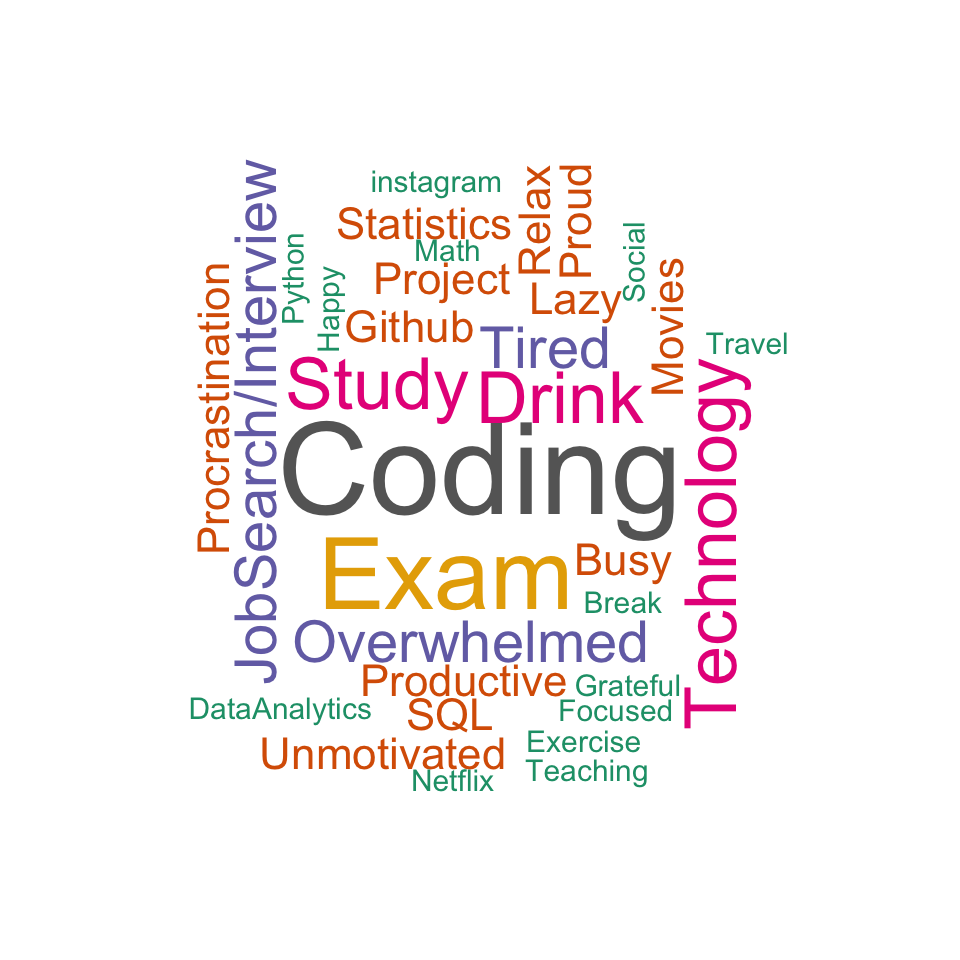 instagram
Statistics
Math
Project
Github
Relax
Proud
Lazy
Social
Movies
Travel
Python
Happy
Procrastination
JobSearch/Interview
Tired
Study
Drink
Coding
Technology
Exam
Busy
Break
Overwhelmed
Productive
Grateful
DataAnalytics
SQL
Focused
Unmotivated
Exercise
Netflix
Teaching